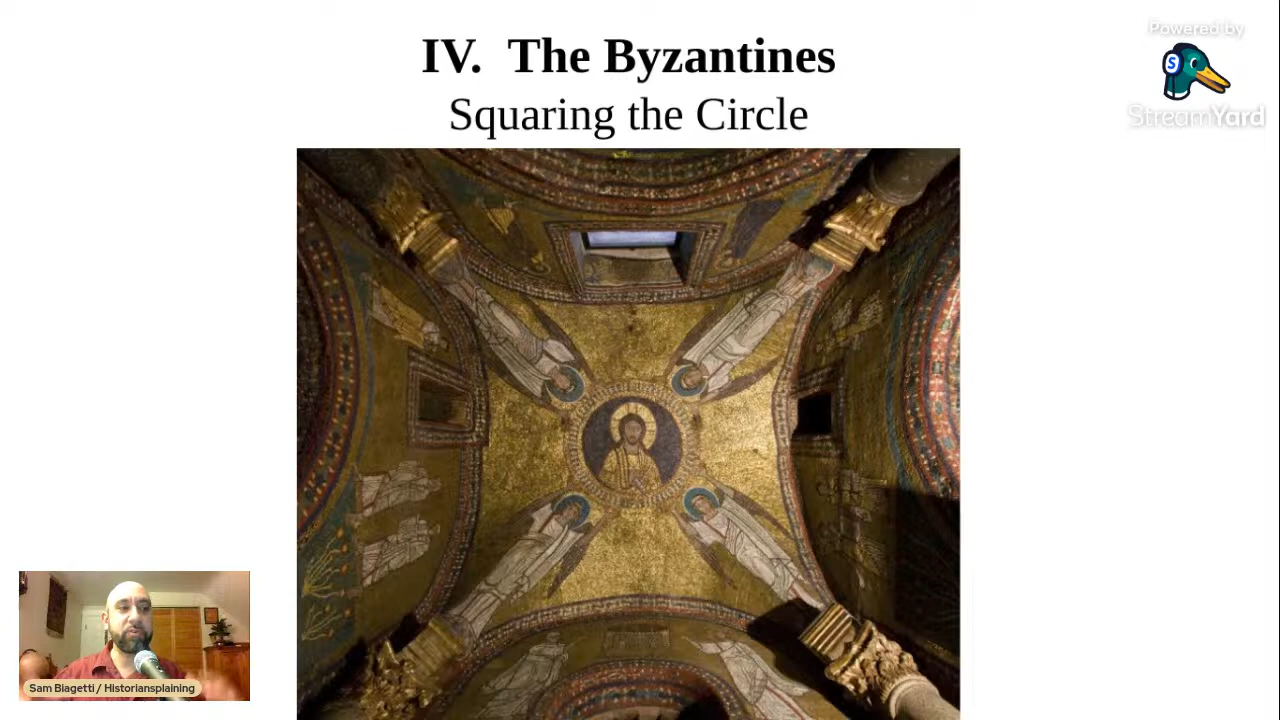 IV. The Byzantines
Squaring the Circle
Powered by
S
StreamYard
Sam Biagetti / Historiansplaining